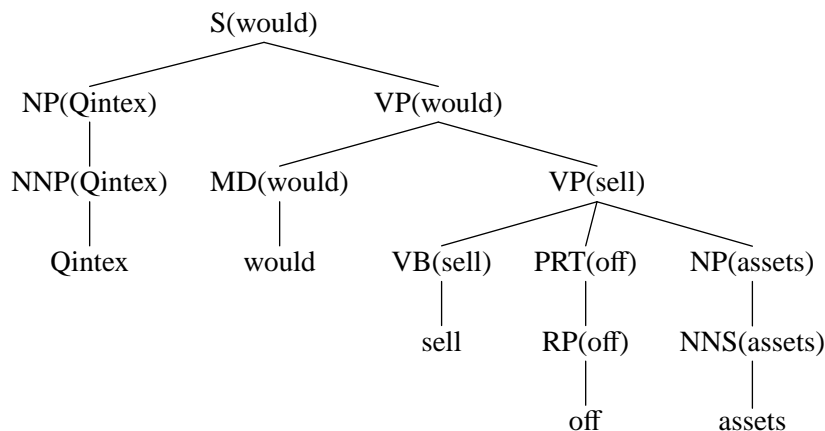 S(would)
NP(Qintex) VP(would)
NNP(Qintex) MD(would) VP(sell)
Qintex would VB(sell) PRT(off) NP(assets)
sell RP(off) NNS(assets)
off assets